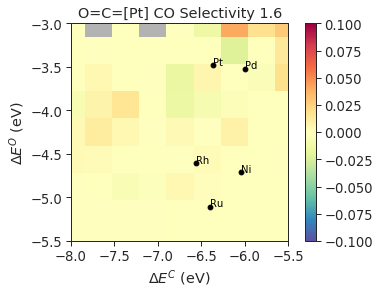 O=C=[Pt] CO Selectivity 1.6
−3.0
−3.5
−4.0
−4.5
−5.0
−5.5
ΔE^O (eV)
Pt
Pd
Rh
Ni
Ru
−8.0 −7.5 −7.0 −6.5 −6.0 −5.5
ΔE^C (eV)
0.100
0.075
0.050
0.025
0.000
−0.025
−0.050
−0.075
−0.100